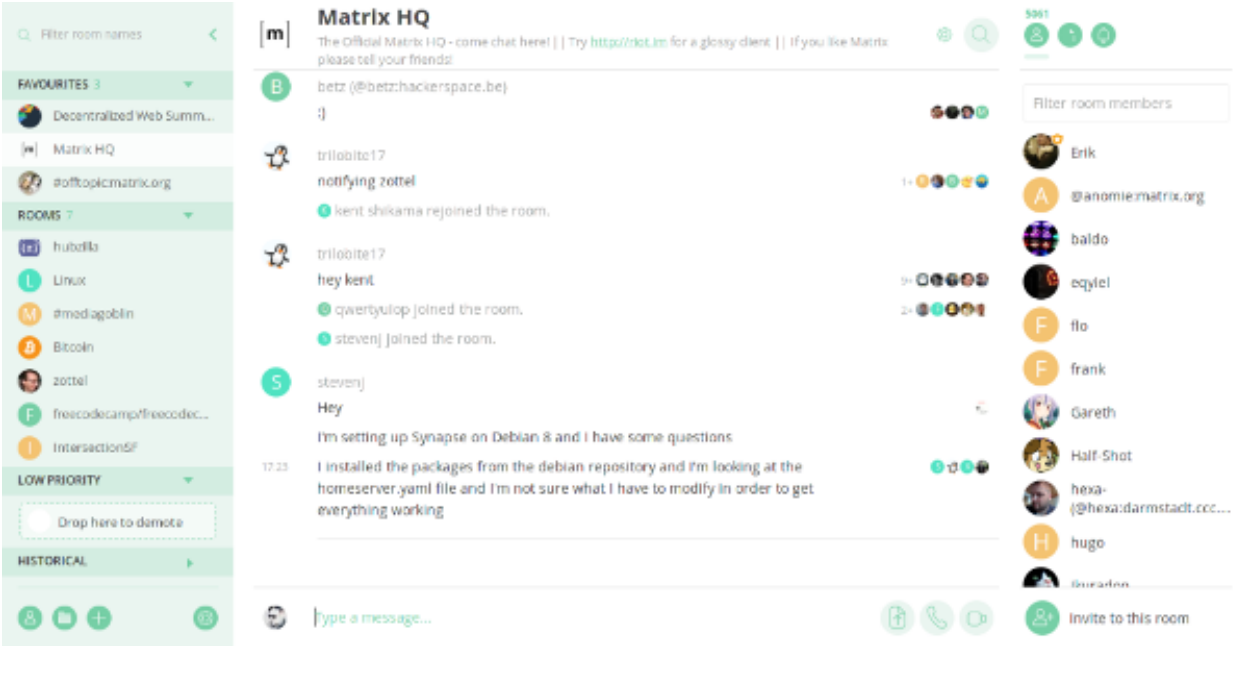 Filter room names
FAVOURITES 3
Decentralized Web Summ...
[m] Matrix HQ
#offtopic:matrix.org
ROOMS 7
hubzilla
L Linux
M #mediagoblin
Bitcoin
zottel
F freecodecamp/freecodec...
I IntersectionSF
LOW PRIORITY
Drop here to demote
HISTORICAL
[m] Matrix HQ
The Official Matrix HQ - come chat here! || Try http://riot.im for a glossy client || If you like Matrix
please tell your friends!
B betz (@betz:hackerspace.be)
:)
trilobite17
notifying zottel
1+
kent shikama rejoined the room.
trilobite17
hey kent
9+
qwertyuiop joined the room.
2+
S stevenj joined the room.
S stevenj
Hey
I'm setting up Synapse on Debian 8 and I have some questions
17:23 I installed the packages from the debian repository and I'm looking at the
homeserver.yaml file and I'm not sure what I have to modify in order to get
everything working
Type a message...
5061
Filter room members
Erik
A @anomie:matrix.org
baldo
eqyiel
F flo
F frank
Gareth
Half-Shot
hexa-
(@hexa:darmstadt.ccc....
H hugo
Invite to this room